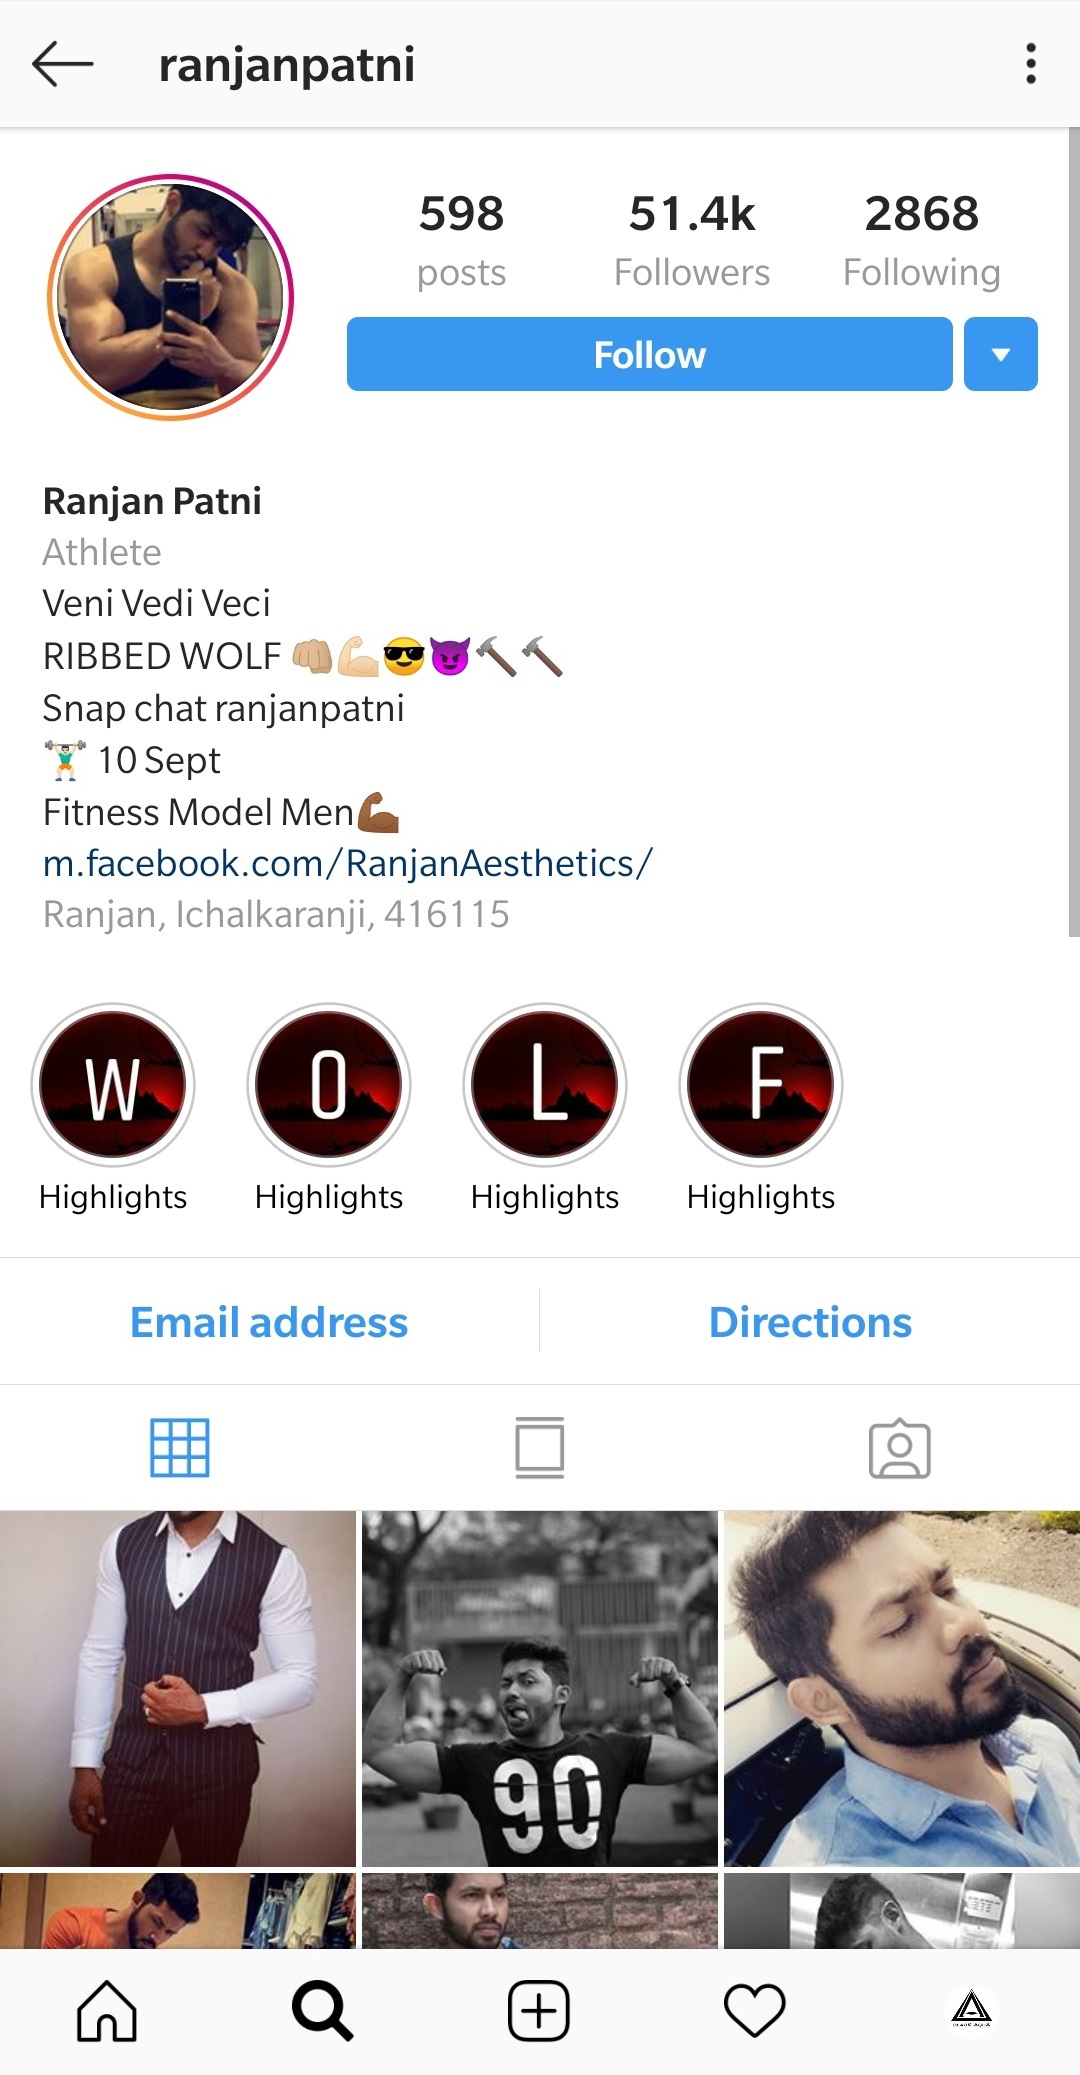 ranjanpatni
598 51.4k 2868
posts Followers Following
Follow
Ranjan Patni
Athlete
Veni Vedi Veci
RIBBED WOLF 👊🏼💪🏻😎😈🔨🔨
Snap chat ranjanpatni
🏋🏻 10 Sept
Fitness Model Men💪🏾
m.facebook.com/RanjanAesthetics/
Ranjan, Ichalkaranji, 416115
W O L F
Highlights Highlights Highlights Highlights
Email address Directions
90